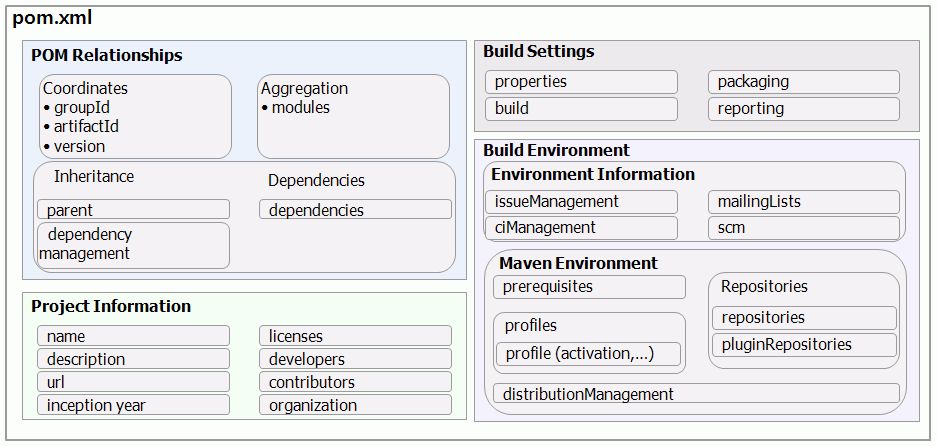 pom.xml
POM Relationships
Coordinates
• groupId
• artifactId
• version
Aggregation
• modules
Inheritance
parent
dependency
management
Dependencies
dependencies
Project Information
name
description
url
inception year
licenses
developers
contributors
organization
Build Settings
properties
build
packaging
reporting
Build Environment
Environment Information
issueManagement
ciManagement
mailingLists
scm
Maven Environment
prerequisites
profiles
profile (activation,...)
Repositories
repositories
pluginRepositories
distributionManagement